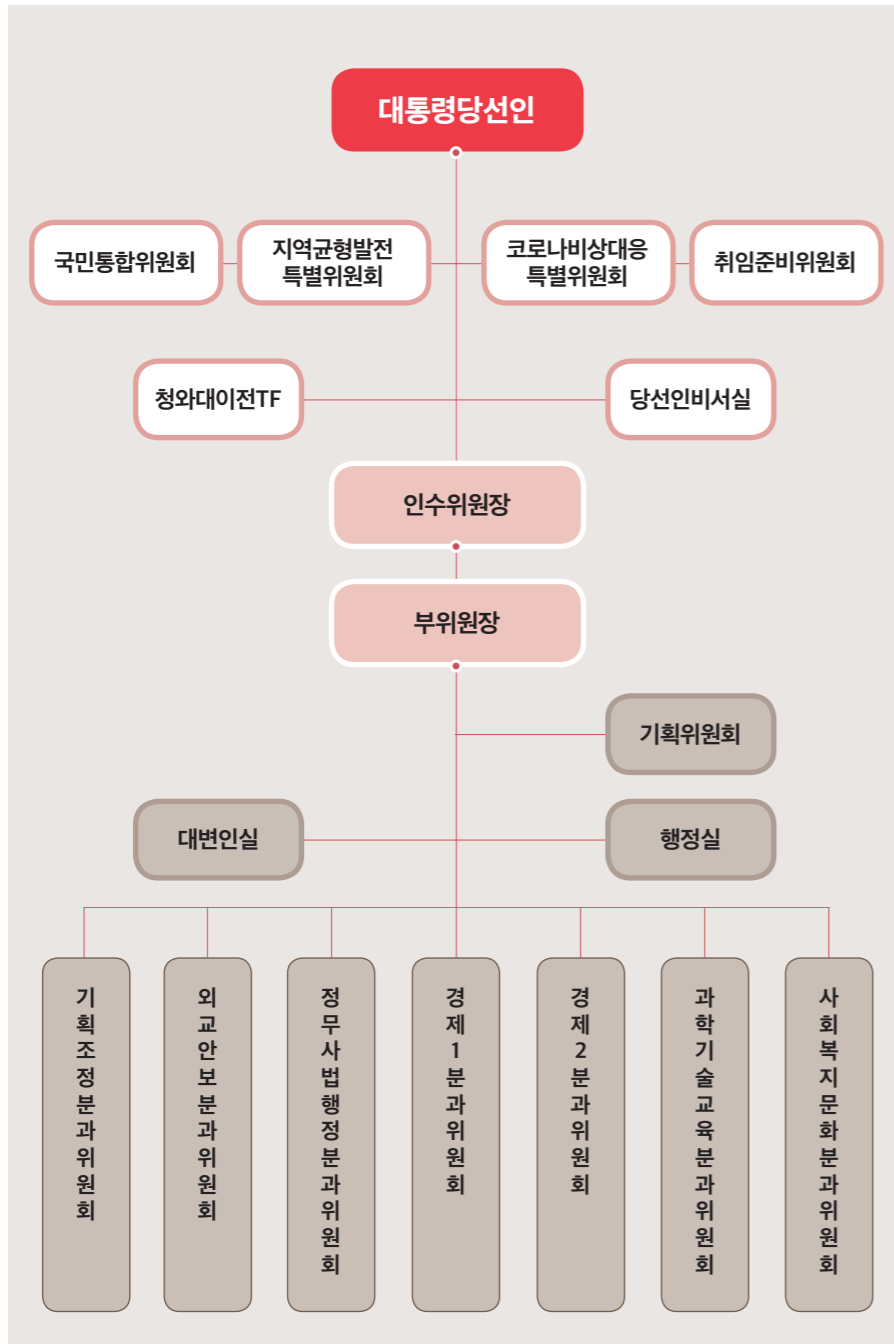 대통령당선인
국민통합위원회
지역균형발전
특별위원회
코로나비상대응
특별위원회
취임준비위원회
청와대이전TF
당선인비서실
인수위원장
부위원장
기획위원회
대변인실
행정실
기획조정분과위원회
외교안보분과위원회
정무사법행정분과위원회
경제1분과위원회
경제2분과위원회
과학기술교육분과위원회
사회복지문화분과위원회